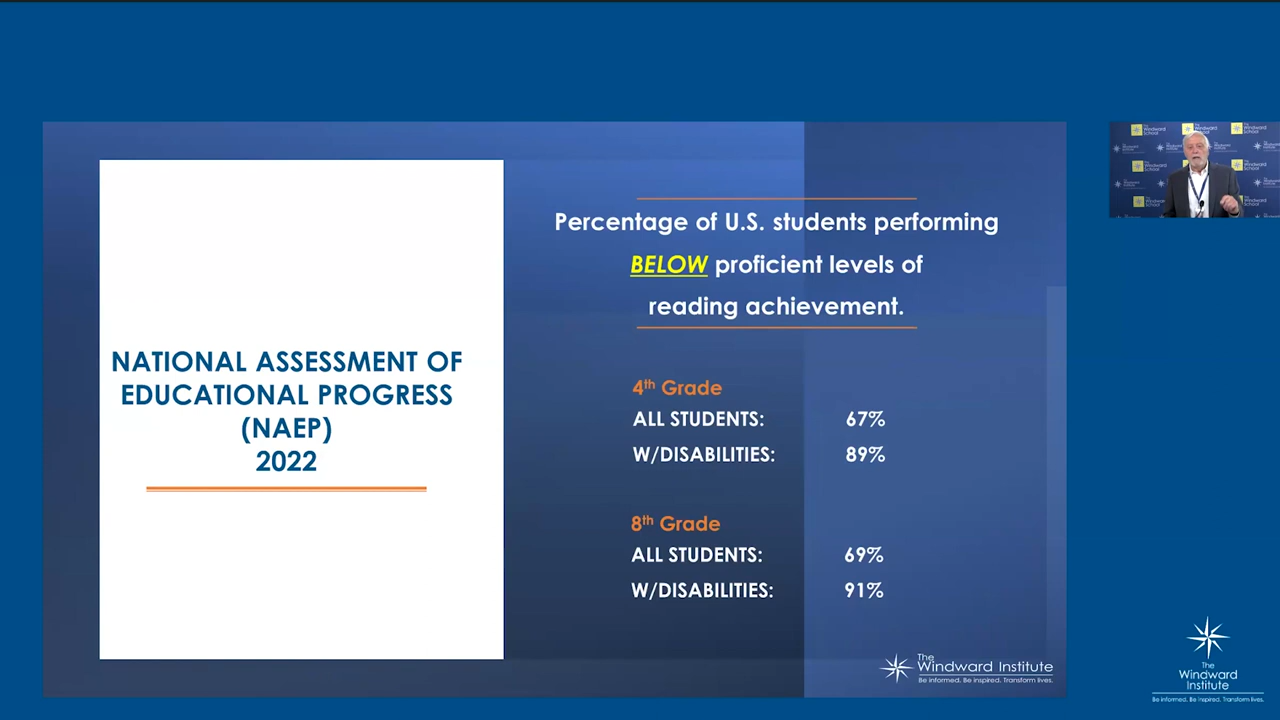 NATIONAL ASSESSMENT OF
EDUCATIONAL PROGRESS
(NAEP)
2022
Percentage of U.S. students performing
BELOW proficient levels of
reading achievement.
4th Grade
ALL STUDENTS: 67%
W/DISABILITIES: 89%
8th Grade
ALL STUDENTS: 69%
W/DISABILITIES: 91%
The
Windward Institute
Be informed. Be inspired. Transform lives.
The
Windward
Institute
Be informed. Be inspired. Transform lives.